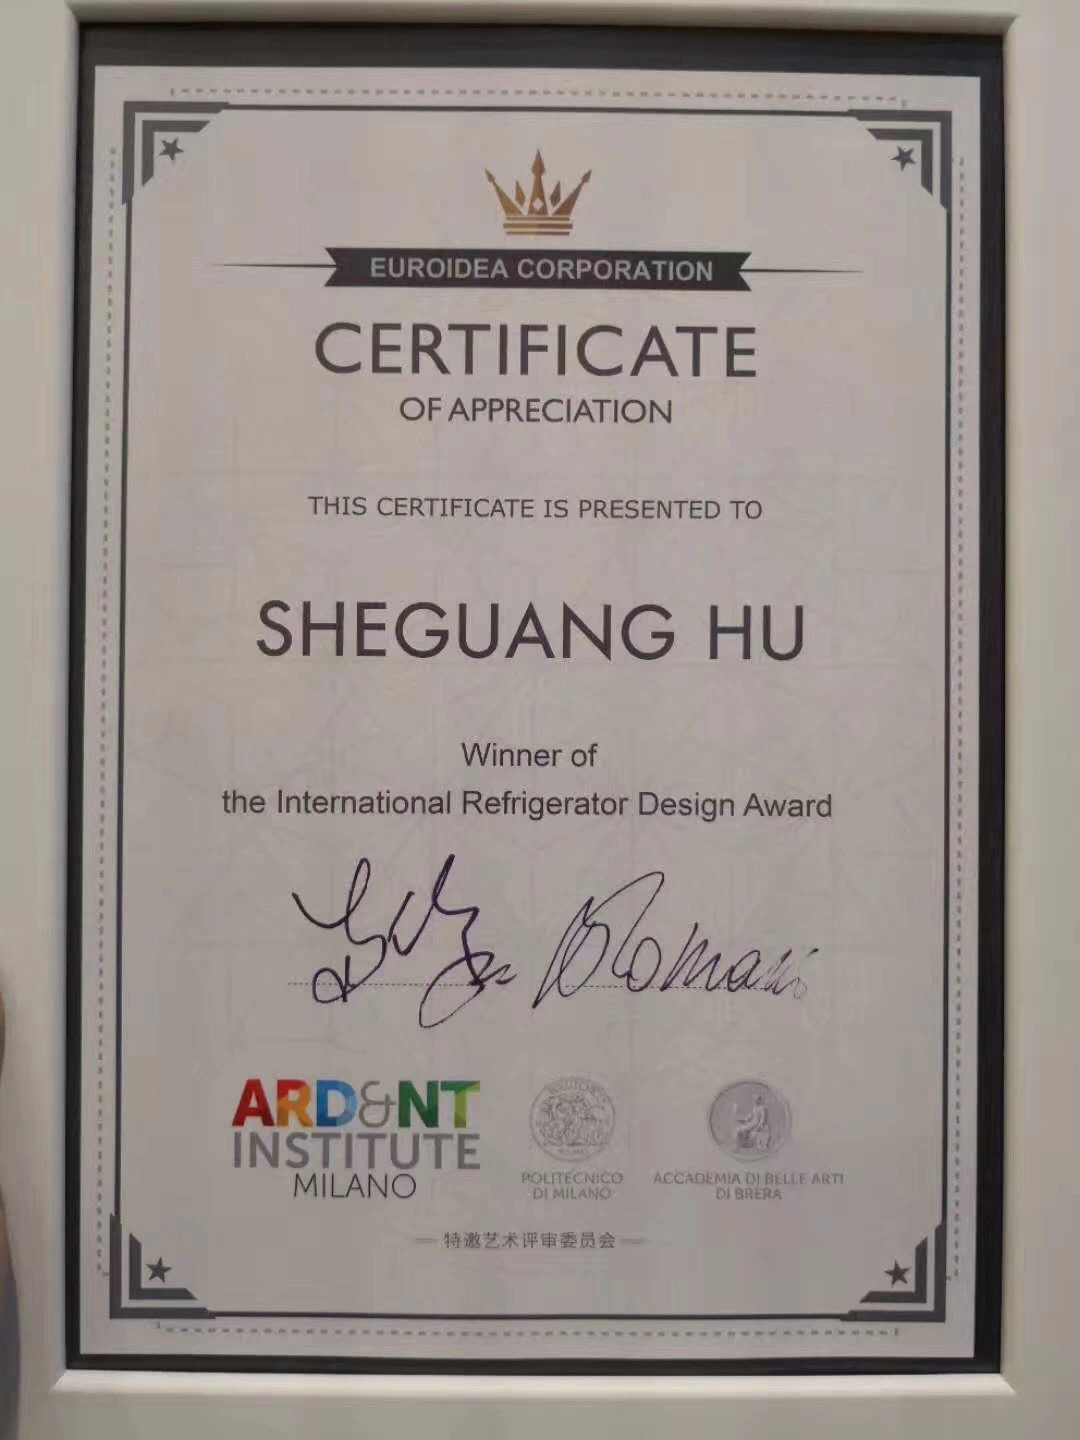 EUROIDEA CORPORATION
CERTIFICATE
OF APPRECIATION
THIS CERTIFICATE IS PRESENTED TO
SHEGUANG HU
Winner of
the International Refrigerator Design Award
ARD&NT
INSTITUTE
MILANO
POLITECNICO
DI MILANO
ACCADEMIA DI BELLE ARTI
DI BRERA
特邀艺术评审委员会